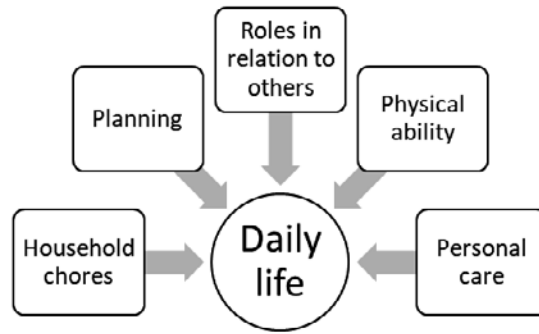 Roles in
relation to
others
Planning
Physical
ability
Household
chores
Daily
life
Personal
care